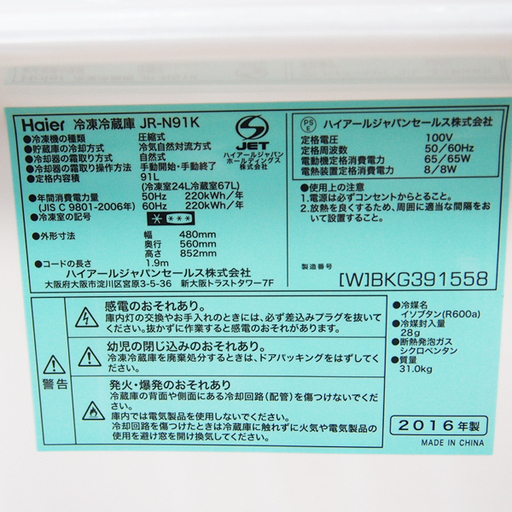 Haier 冷凍冷蔵庫 JR-N91K
●冷凍機の種類 圧縮式
●貯蔵庫の冷却方式 冷気自然対流方式
●冷却器の霜取り方式 自然式
●冷却器の霜取り操作方法 手動開始・手動終了
●定格内容積 91L
(冷凍室24L冷蔵室67L)
●年間消費電力量 50Hz 220kWh/年
(JIS C 9801-2006年) 60Hz 220kWh/年
●冷凍室の記号
●外形寸法 幅 480mm
奥行 560mm
高さ 852mm
●コードの長さ 1.9m
ハイアールジャパンセールス株式会社
大阪府大阪市淀川区宮原3-5-36 新大阪トラストタワー7F
S
JET
ハイアールジャパン
ホールディングス
株式会社
PS
E
ハイアールジャパンセールス株式会社
定格電圧 100V
定格周波数 50/60Hz
電動機定格消費電力 65/65W
電熱装置定格消費電力 8/8W
●使用上の注意
1.電源は必ずコンセントからとること。
2.放熱を良くするため、周囲に適当な間隔をおいて設置すること。
製造番号 [W]BKG391558
警告
感電のおそれあり。
庫内灯の交換やお手入れのときには、必ず差込みプラグを抜いて
ください。抜かずに作業すると感電のおそれがあります。
幼児の閉じ込みのおそれあり。
冷凍冷蔵庫を廃棄処分するときは、ドアパッキングをはずしてく
ださい。
発火・爆発のおそれあり
冷蔵庫の背面や側面にある冷却回路(配管)を傷つけないでくだ
さい。
庫内では電気製品を使用しないでください。
冷却回路を傷つけたときは冷却回路に触れずに火気や電気製品の
使用を避け窓を開け換気してください。
●冷媒名
イソブタン(R600a)
●冷媒封入量
28g
●断熱発泡ガス
シクロペンタン
●質量
31.0kg
2016年製
MADE IN CHINA